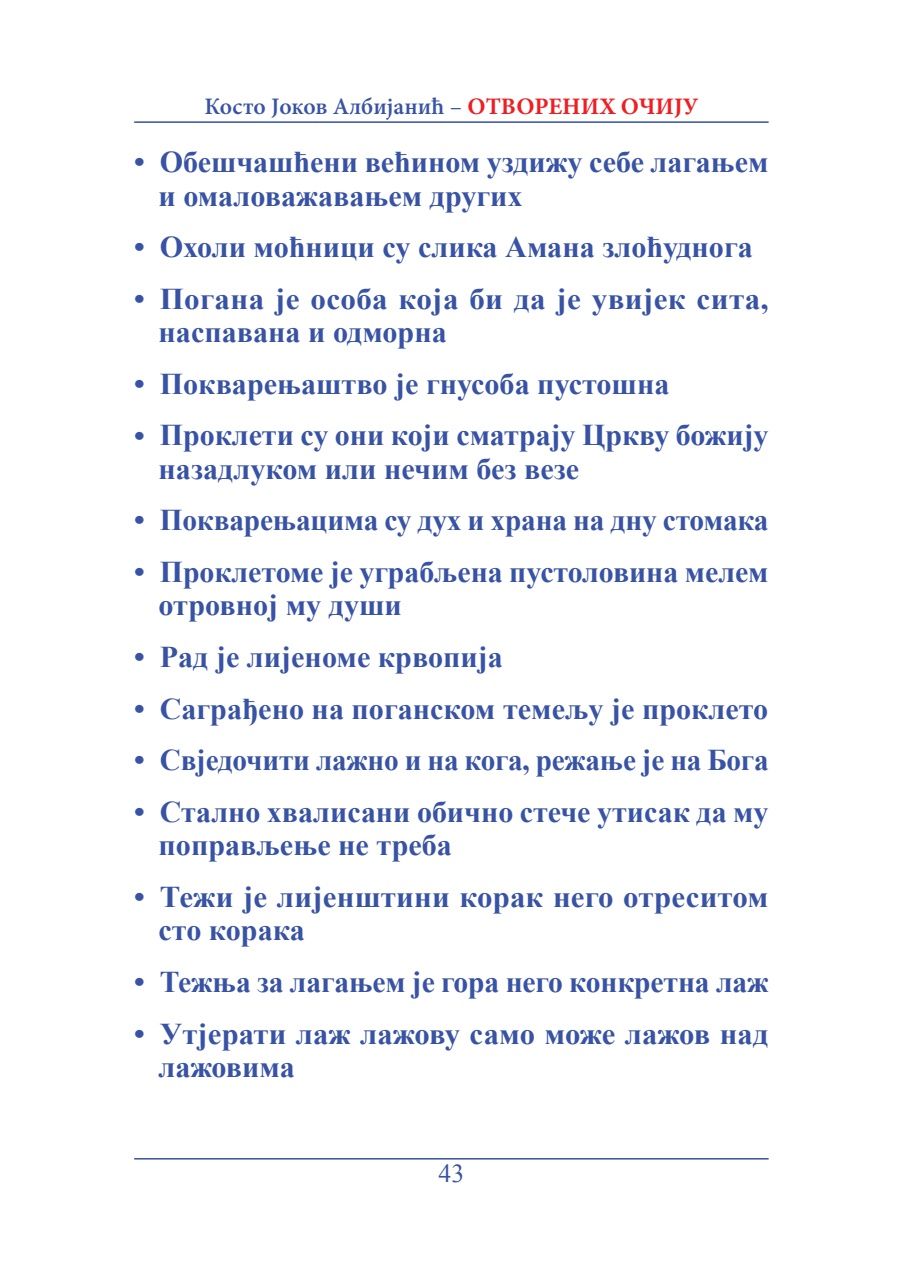 Косто Јоков Албијанић – ОТВОРЕНИХ ОЧИЈУ
• Обешчашћени већином уздижу себе лагањем
и омаловажавањем других
• Охоли моћници су слика Амана злоћуднога
• Погана је особа која би да је увијек сита,
наспавана и одморна
• Покварењаштво је гнусоба пустошна
• Проклети су они који сматрају Цркву божију
назадлуком или нечим без везе
• Покварењацима су дух и храна на дну стомака
• Проклетоме је уграбљена пустоловина мелем
отровној му души
• Рад је лијеноме крвопија
• Саграђено на поганском темељу је проклето
• Свједочити лажно и на кога, режање је на Бога
• Стално хвалисани обично стече утисак да му
поправљење не треба
• Тежи је лијенштини корак него отреситом
сто корака
• Тежња за лагањем је гора него конкретна лаж
• Утјерати лаж лажову само може лажов над
лажовима
43